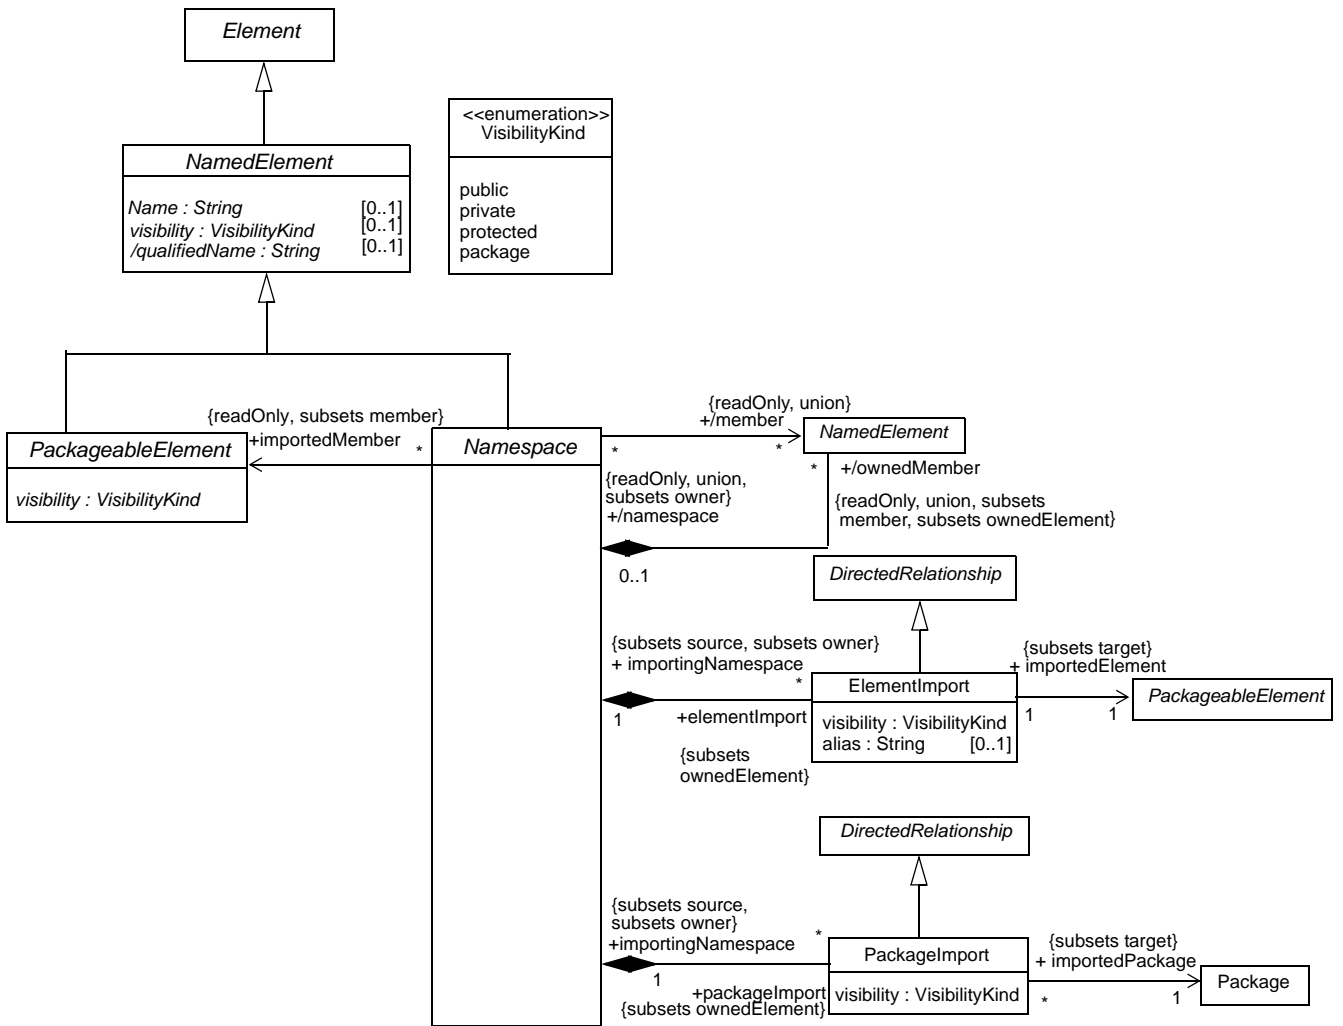 Element
<<enumeration>>
VisibilityKind
public
private
protected
package
NamedElement
Name : String [0..1]
visibility : VisibilityKind [0..1]
/qualifiedName : String [0..1]
{readOnly, subsets member}
+importedMember
*
PackageableElement
visibility : VisibilityKind
Namespace
{readOnly, union}
+/member
*
*
NamedElement
*
+/ownedMember
{readOnly, union, subsets
member, subsets ownedElement}
{readOnly, union,
subsets owner}
+/namespace
0..1
DirectedRelationship
{subsets source, subsets owner}
+ importingNamespace
*
1
+elementImport
{subsets
ownedElement}
ElementImport
visibility : VisibilityKind
alias : String [0..1]
{subsets target}
+ importedElement
1
1
PackageableElement
DirectedRelationship
{subsets source,
subsets owner}
+importingNamespace
*
1
+packageImport
{subsets ownedElement}
PackageImport
visibility : VisibilityKind
{subsets target}
+ importedPackage
*
1
Package